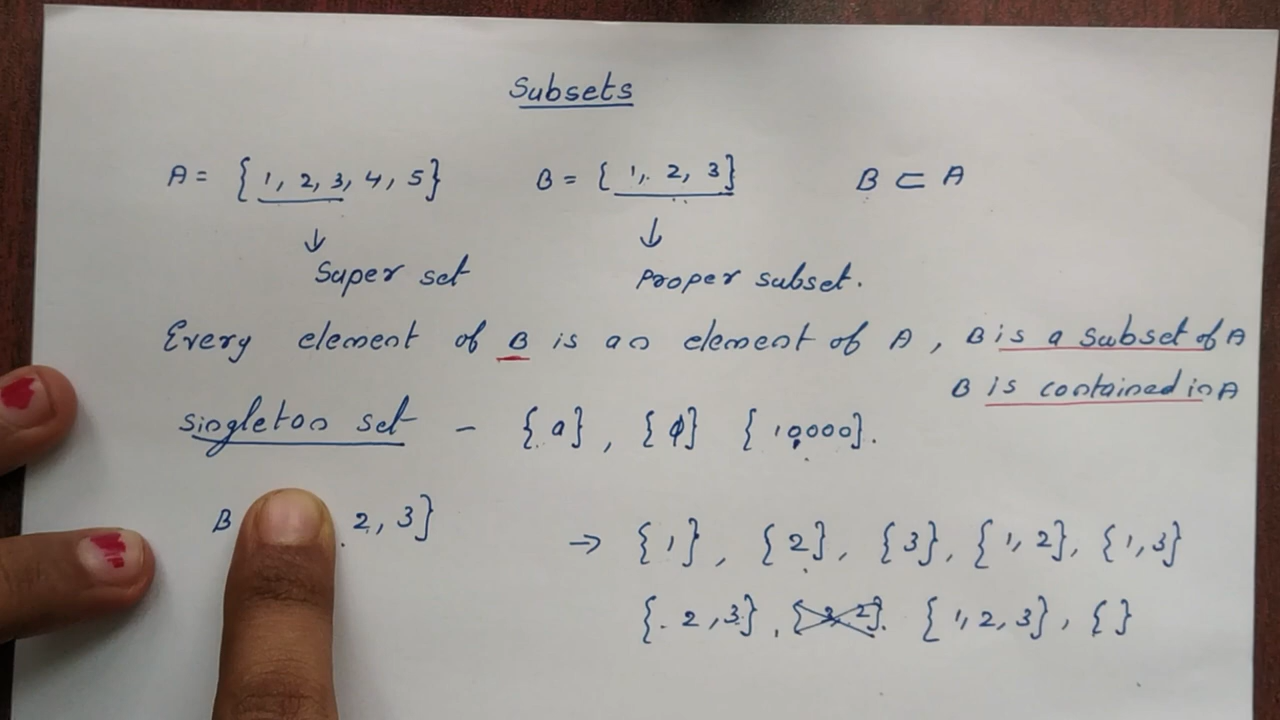 Subsets
A = { 1, 2, 3, 4, 5} B = { 1, 2, 3} B ⊂ A
↓ ↓
Super set Proper subset.
Every element of B is an element of A, B is a subset of A
B is contained in A
Singleton set - { a}, { ϕ} { 10000}.
B 2, 3}
→ { 1}, { 2}, { 3}, { 1, 2}, { 1, 3}
{ 2, 3}, { 1, 2, 3}, { }